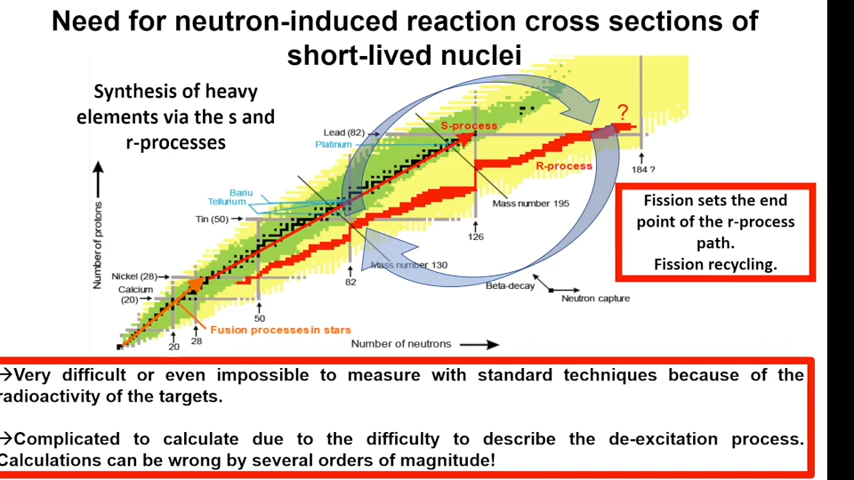 Need for neutron-induced reaction cross sections of
short-lived nuclei
Synthesis of heavy
elements via the s and
r-processes
Lead (82)
Platinum
S-process
?
R-process
184 ?
Bariu
Tellurium
Mass number 195
Tin (50)
126
Number of protons
Mass number 130
82
Nickel (28)
Calcium
(20)
Beta-decay
Neutron capture
50
Fusion processes in stars
20
28
Number of neutrons
Fission sets the end
point of the r-process
path.
Fission recycling.
→Very difficult or even impossible to measure with standard techniques because of the
radioactivity of the targets.
→Complicated to calculate due to the difficulty to describe the de-excitation process.
Calculations can be wrong by several orders of magnitude!